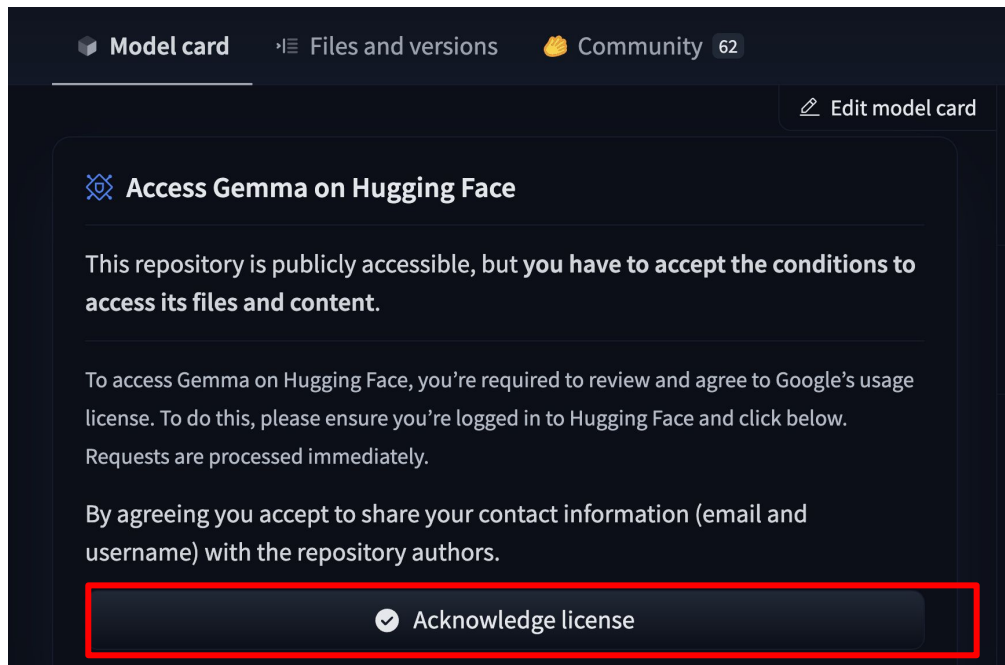 Model card Files and versions Community 62
Edit model card
Access Gemma on Hugging Face
This repository is publicly accessible, but you have to accept the conditions to
access its files and content.
To access Gemma on Hugging Face, you’re required to review and agree to Google’s usage
license. To do this, please ensure you’re logged in to Hugging Face and click below.
Requests are processed immediately.
By agreeing you accept to share your contact information (email and
username) with the repository authors.
Acknowledge license